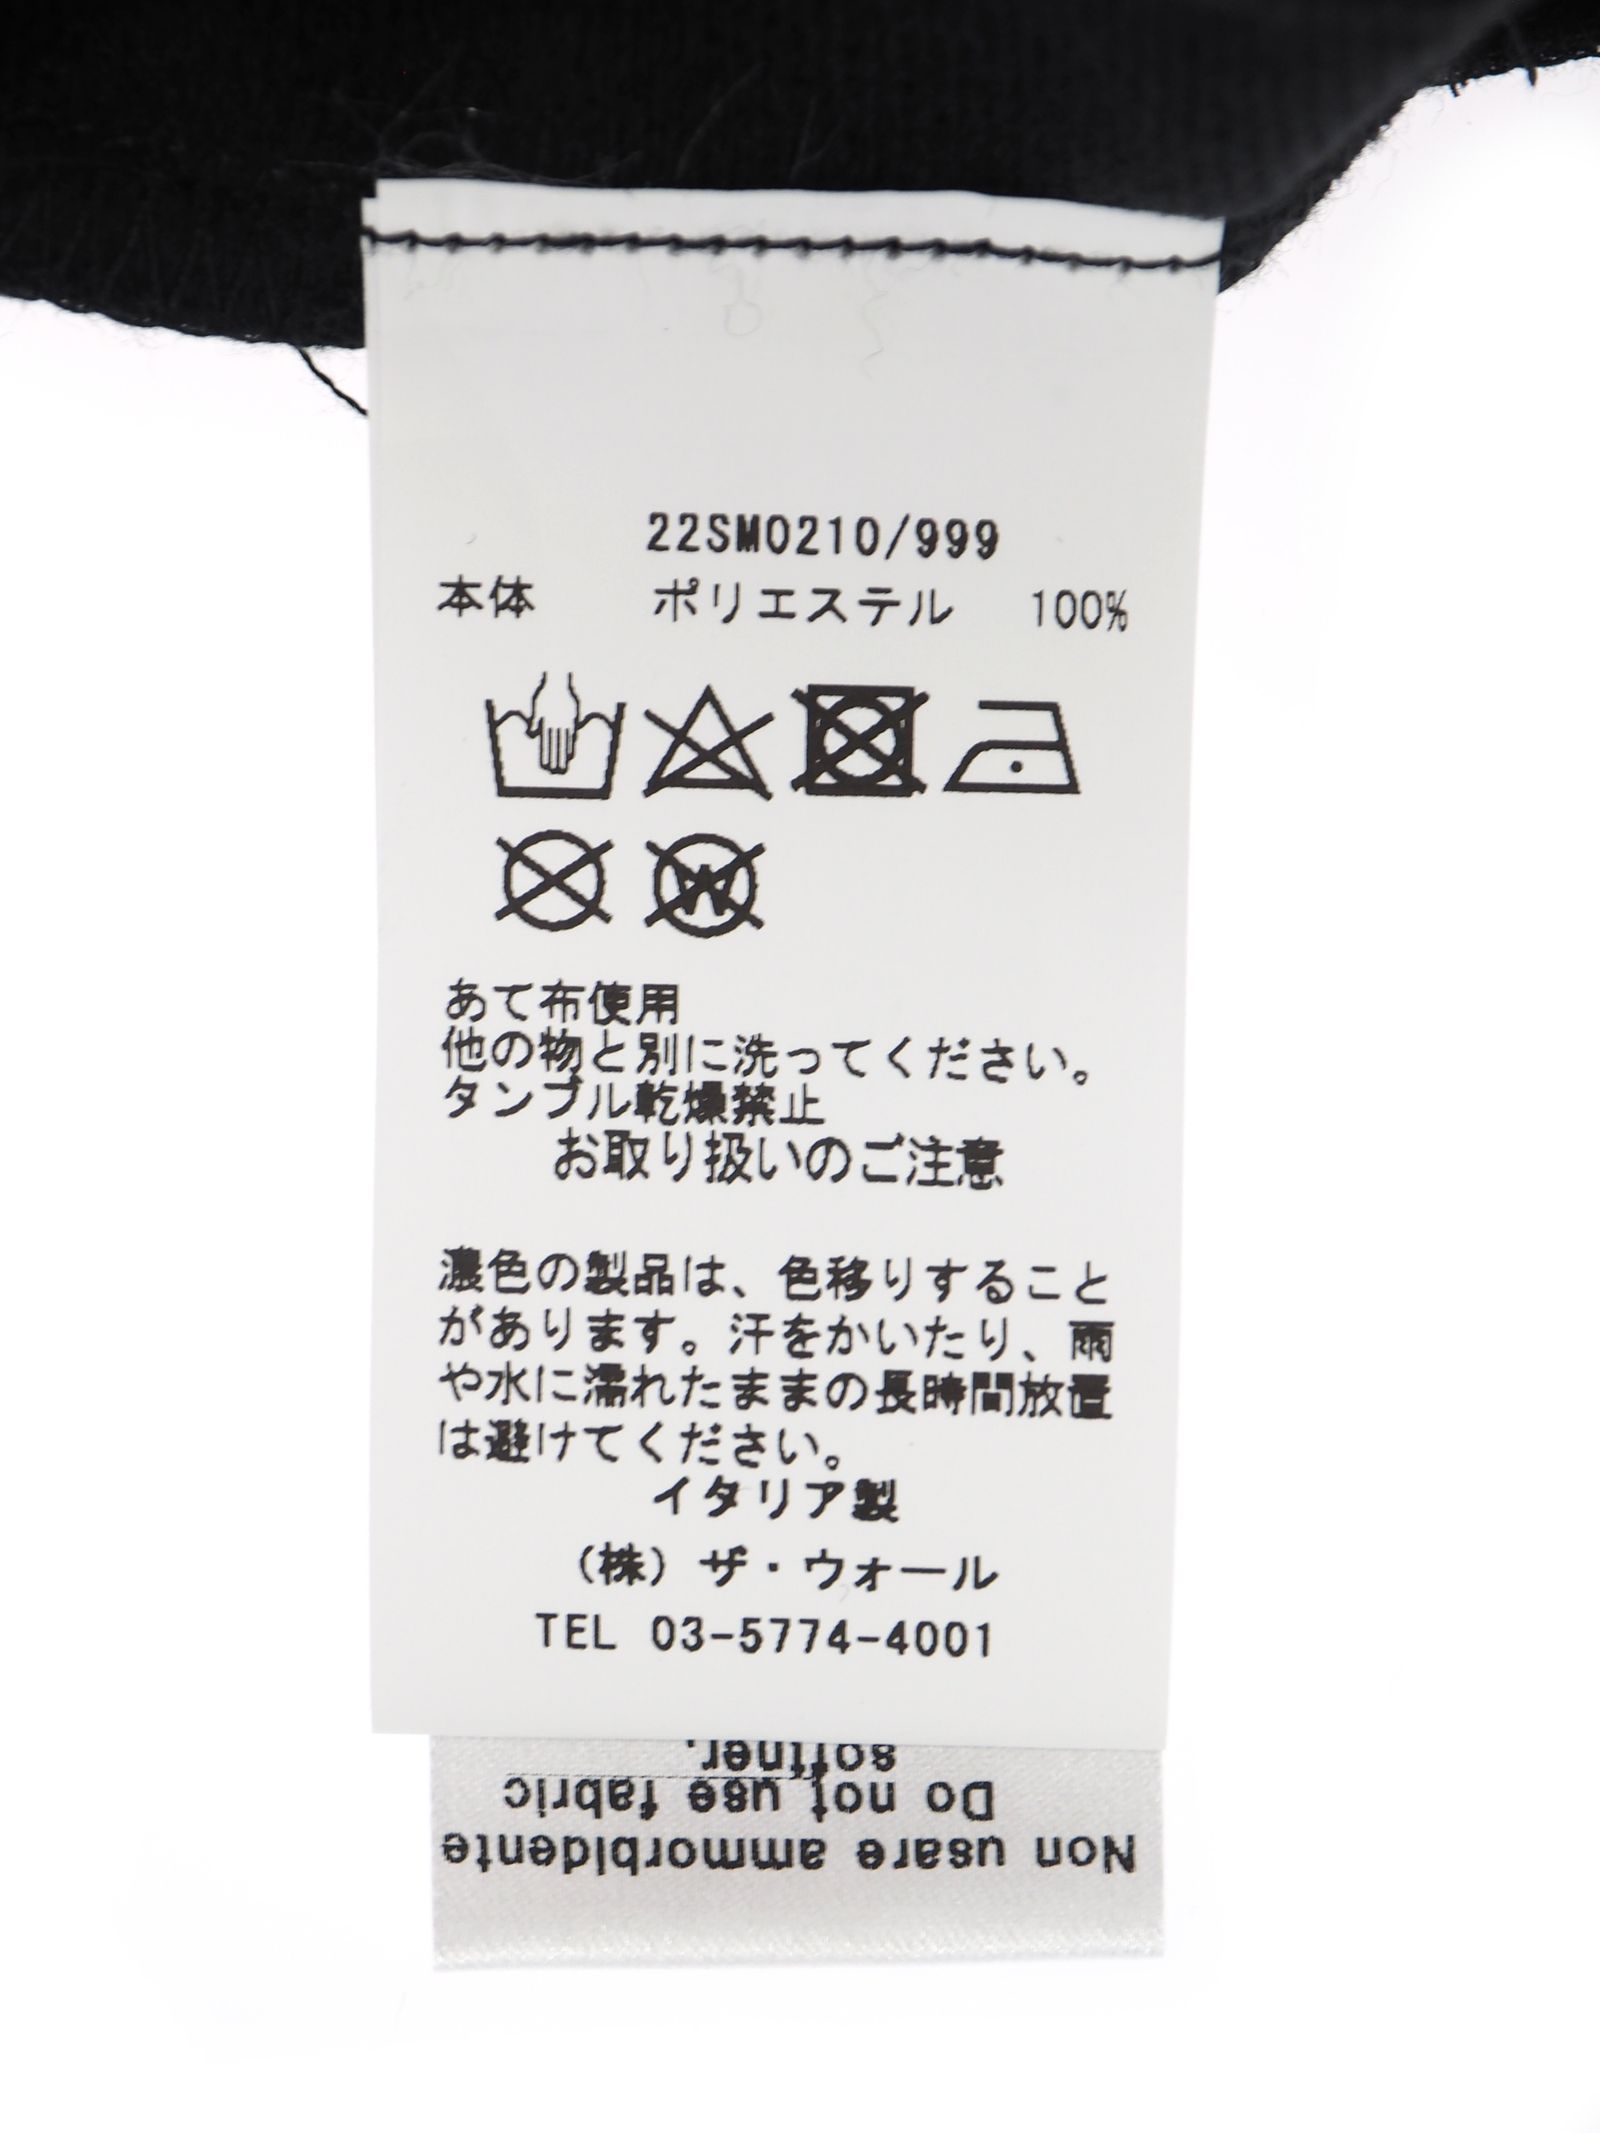 22SM0210/999
本体 ポリエステル 100%
W
あて布使用
他の物と別に洗ってください。
タンブル乾燥禁止
お取り扱いのご注意
濃色の製品は、色移りすること
があります。汗をかいたり、雨
や水に濡れたままの長時間放置
は避けてください。
イタリア製
(株)ザ・ウォール
TEL 03-5774-4001
Non usare ammorbidente
Do not use fabric
softner.